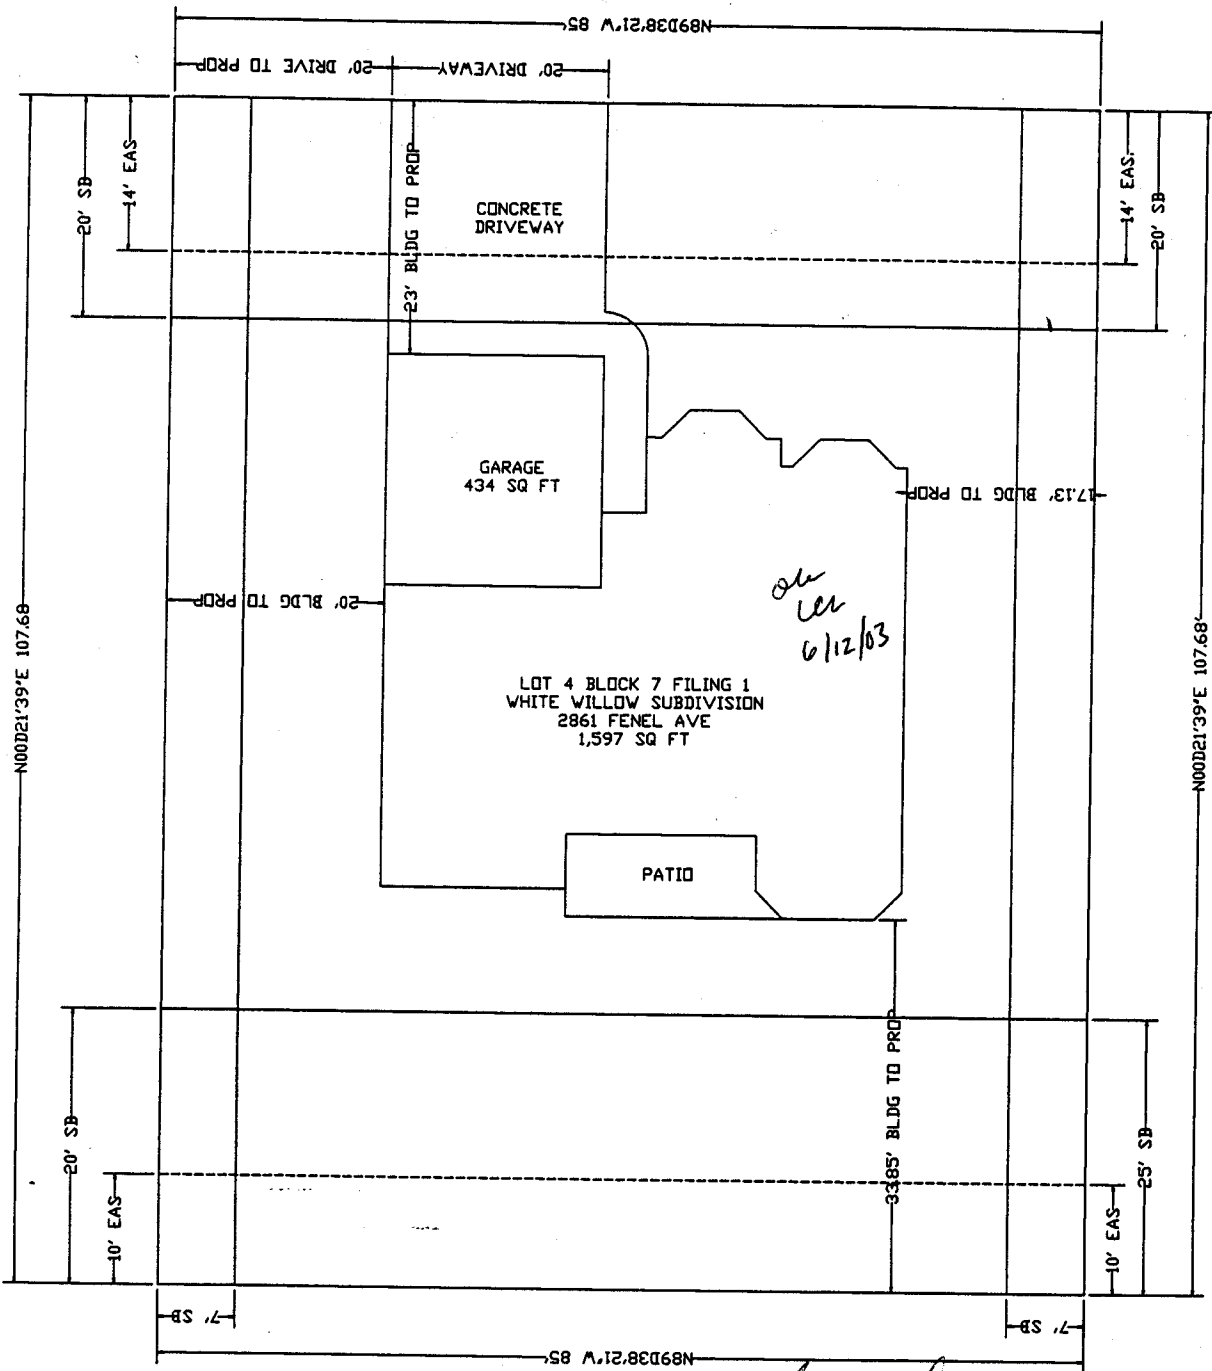 N89D38'21"W 85'
20' DRIVE TO PROP
20' DRIVEWAY
20' SB
14' EAS
23' BLDG TO PROP
CONCRETE
DRIVEWAY
14' EAS.
20' SB
GARAGE
434 SQ FT
17.13' BLDG TO PROP
20' BLDG TO PROP
6/12/03
N00D21'39"E 107.68
N00D21'39"E 107.68'
LOT 4 BLOCK 7 FILING 1
WHITE WILLOW SUBDIVISION
2861 FENEL AVE
1,597 SQ FT
PATIO
33.85' BLDG TO PROP
20' SB
10' EAS
25' SB
10' EAS
7' SB
7' SB
N89D38'21"W 85'